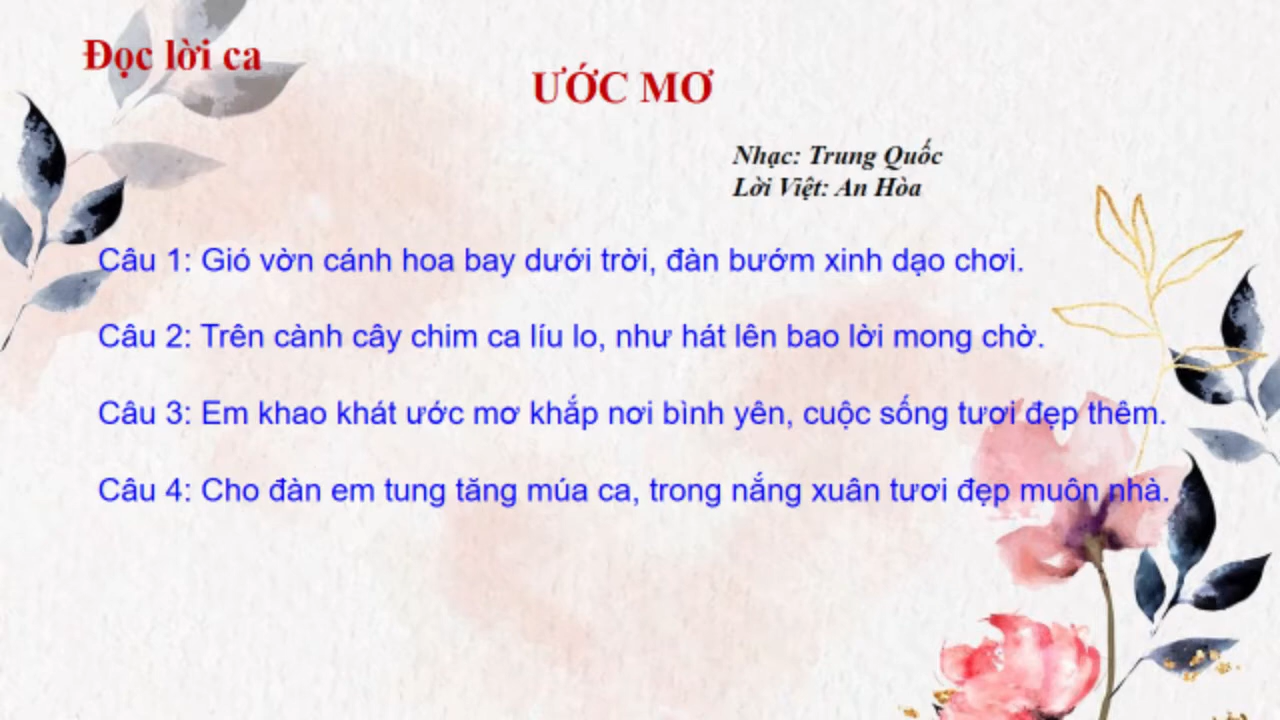 Đọc lời ca
ƯỚC MƠ
Nhạc: Trung Quốc
Lời Việt: An Hòa
Câu 1: Gió vờn cánh hoa bay dưới trời, đàn bướm xinh dạo chơi.
Câu 2: Trên cành cây chim ca líu lo, như hát lên bao lời mong chờ.
Câu 3: Em khao khát ước mơ khắp nơi bình yên, cuộc sống tươi đẹp thêm.
Câu 4: Cho đàn em tung tăng múa ca, trong nắng xuân tươi đẹp muôn nhà.